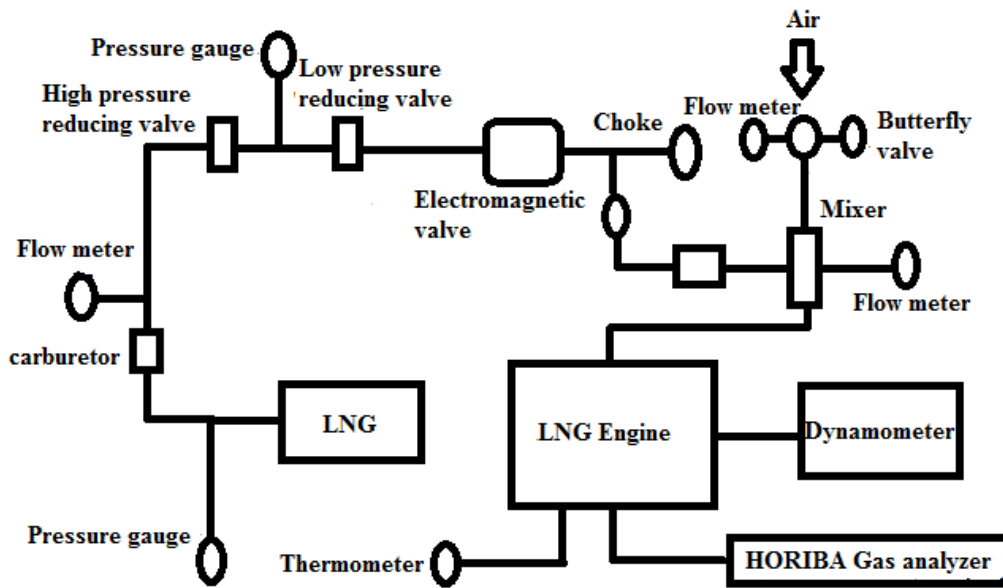 Air
Pressure gauge
Low pressure
reducing valve
High pressure
reducing valve
Choke
Flow meter
Butterfly
valve
Electromagnetic
valve
Mixer
Flow meter
Flow meter
carburetor
LNG
LNG Engine
Dynamometer
Pressure gauge
Thermometer
HORIBA Gas analyzer